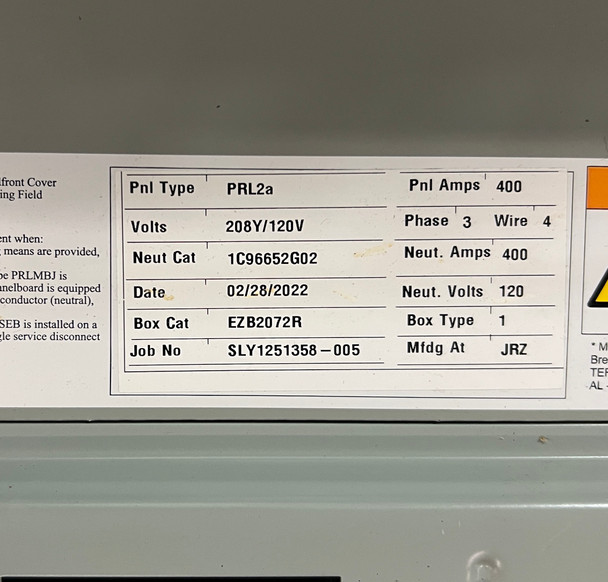 front Cover
ing Field
ent when:
means are provided,
be PRLMBJ is
anelboard is equipped
conductor (neutral),
SEB is installed on a
gle service disconnect
Pnl Type PRL2a Pnl Amps 400
Volts 208Y/120V Phase 3 Wire 4
Neut Cat 1C96652G02 Neut. Amps 400
Date 02/28/2022 Neut. Volts 120
Box Cat EZB2072R Box Type 1
Job No SLY1251358-005 Mfdg At JRZ
* M
Bre
TER
AL -